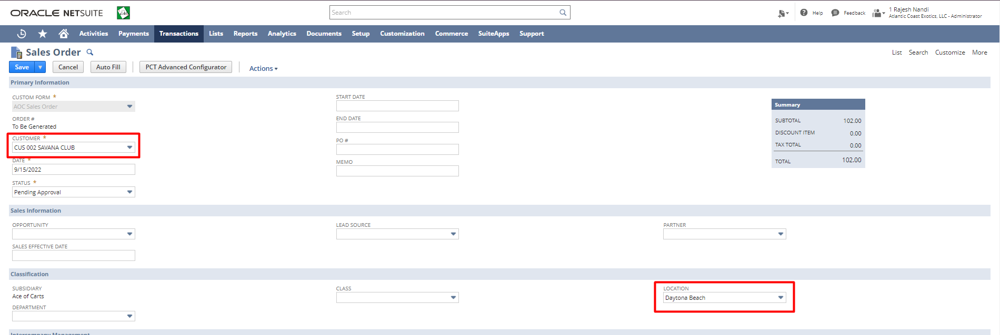 ORACLE NETSUITE
Search
Help
Feedback
1 Rajesh Nandi
Atlantic Coast Exotics, LLC - Administrator
Activities Payments Transactions Lists Reports Analytics Documents Setup Customization Commerce SuiteApps Support
Sales Order
List Search Customize More
Save Cancel Auto Fill PCT Advanced Configurator Actions
Primary Information
CUSTOM FORM *
AOC Sales Order
ORDER #
To Be Generated
CUSTOMER *
CUS 002 SAVANA CLUB
DATE *
9/15/2022
STATUS *
Pending Approval
START DATE
END DATE
PO #
MEMO
Summary
SUBTOTAL 102.00
DISCOUNT ITEM 0.00
TAX TOTAL 0.00
TOTAL 102.00
Sales Information
OPPORTUNITY
SALES EFFECTIVE DATE
LEAD SOURCE
PARTNER
Classification
SUBSIDIARY
Ace of Carts
DEPARTMENT
CLASS
LOCATION
Daytona Beach
Intercompany Management